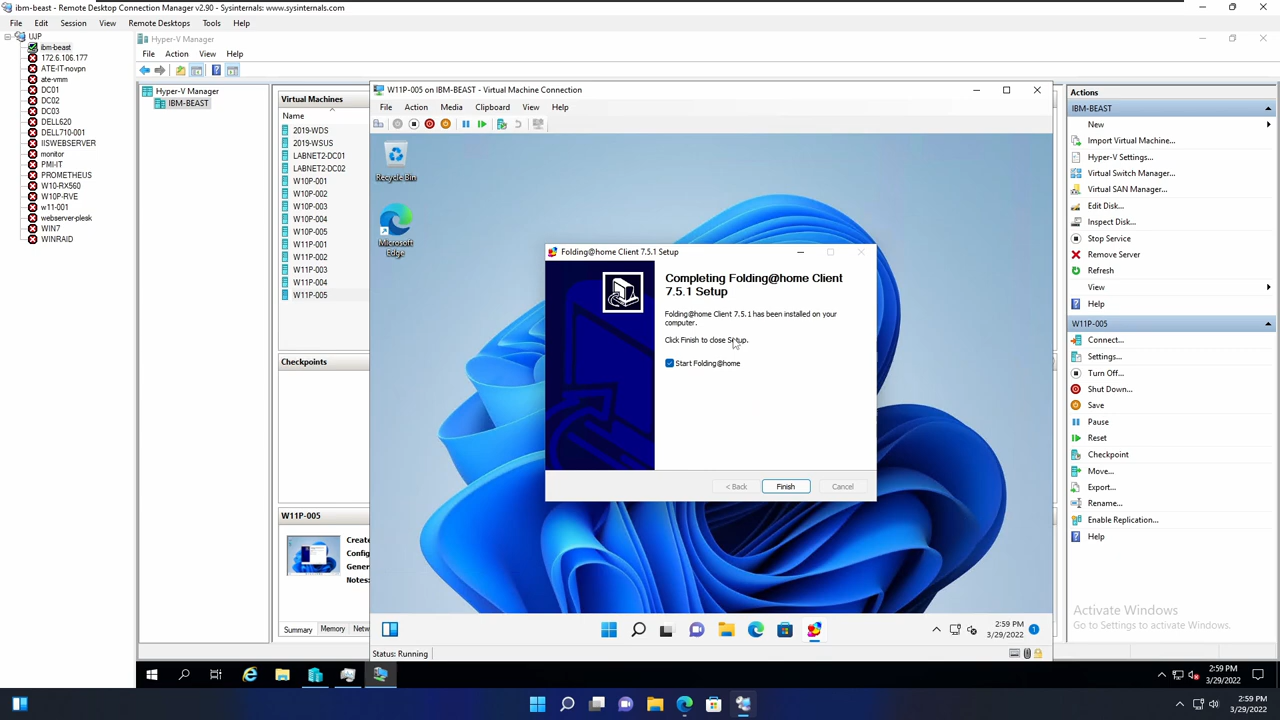 ibm-beast - Remote Desktop Connection Manager v2.90 - Sysinternals: www.sysinternals.com
File Edit Session View Remote Desktops Tools Help
UJP
ibm-beast
172.6.106.177
ATE-IT-novpn
ate-vmm
DC01
DC02
DC03
DELL620
DELL710-001
IISWEBSERVER
monitor
PMI-IT
PROMETHEUS
W10-RX560
W10P-RVE
w11-001
webserver-plesk
WIN7
WINRAID
Hyper-V Manager
File Action View Help
Hyper-V Manager
IBM-BEAST
Virtual Machines
Name
2019-WDS
2019-WSUS
LABNET2-DC01
LABNET2-DC02
W10P-001
W10P-002
W10P-003
W10P-004
W10P-005
W11P-001
W11P-002
W11P-003
W11P-004
W11P-005
Checkpoints
W11P-005
Create
Config
Gener
Notes:
Summary Memory Netw
W11P-005 on IBM-BEAST - Virtual Machine Connection
File Action Media Clipboard View Help
Recycle Bin
Microsoft
Edge
Folding@home Client 7.5.1 Setup
Completing Folding@home Client
7.5.1 Setup
Folding@home Client 7.5.1 has been installed on your
computer.
Click Finish to close Setup.
Start Folding@home
< Back Finish Cancel
2:59 PM
3/29/2022
1
Status: Running
Actions
IBM-BEAST
New
Import Virtual Machine...
Hyper-V Settings...
Virtual Switch Manager...
Virtual SAN Manager...
Edit Disk...
Inspect Disk...
Stop Service
Remove Server
Refresh
View
Help
W11P-005
Connect...
Settings...
Turn Off...
Shut Down...
Save
Pause
Reset
Checkpoint
Move...
Export...
Rename...
Enable Replication...
Help
Activate Windows
Go to Settings to activate Windows.
2:59 PM
3/29/2022
2:59 PM
3/29/2022